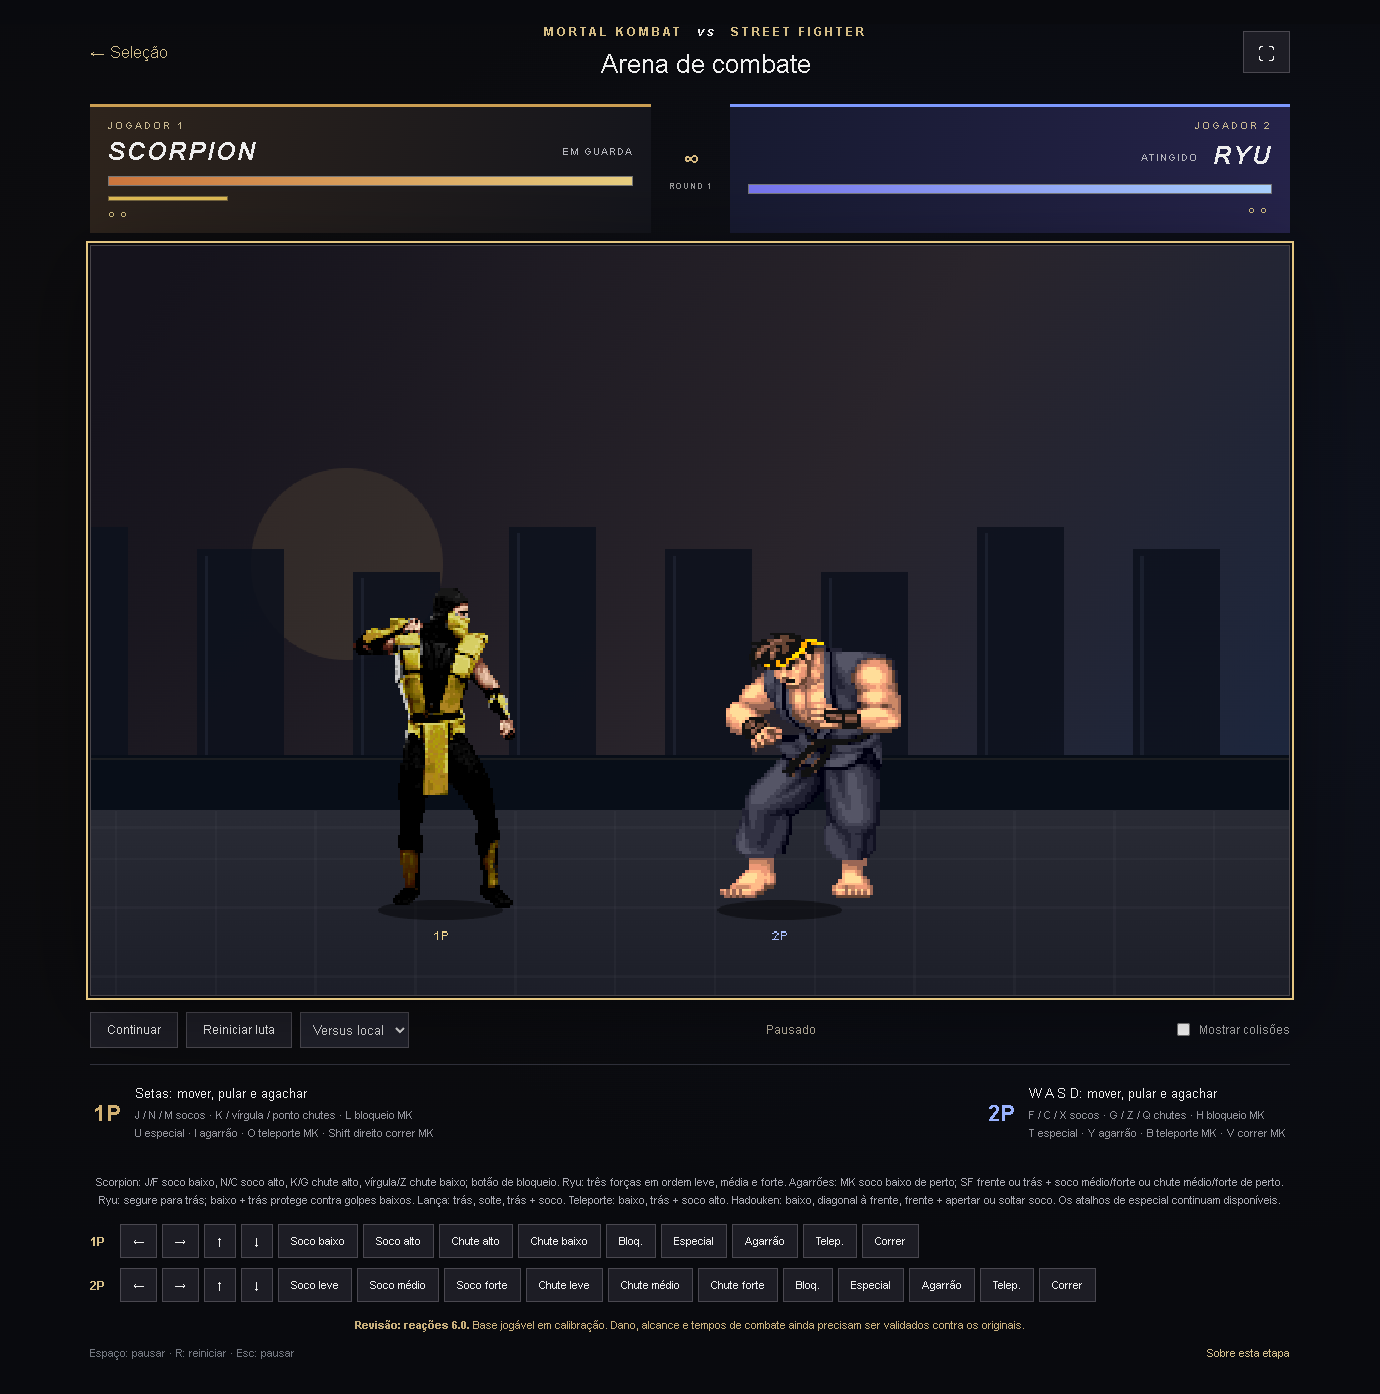 MORTAL KOMBAT VS STREET FIGHTER
← Seleção
Arena de combate
JOGADOR 1
SCORPION
EM GUARDA
∞
ROUND 1
JOGADOR 2
ATINGIDO RYU
1P
2P
Continuar
Reiniciar luta
Versus local
Pausado
Mostrar colisões
1P
Setas: mover, pular e agachar
J / N / M socos · K / vírgula / ponto chutes · L bloqueio MK
U especial · I agarrão · O teleporte MK · Shift direito correr MK
2P
W A S D: mover, pular e agachar
F / C / X socos · G / Z / Q chutes · H bloqueio MK
T especial · Y agarrão · B teleporte MK · V correr MK
Scorpion: J/F soco baixo, N/C soco alto, K/G chute alto, vírgula/Z chute baixo; botão de bloqueio. Ryu: três forças em ordem leve, média e forte. Agarrões: MK soco baixo de perto; SF frente ou trás + soco médio/forte ou chute médio/forte de perto.
Ryu: segure para trás; baixo + trás protege contra golpes baixos. Lança: trás, solte, trás + soco. Teleporte: baixo, trás + soco alto. Hadouken: baixo, diagonal à frente, frente + apertar ou soltar soco. Os atalhos de especial continuam disponíveis.
1P ← → ↑ ↓ Soco baixo Soco alto Chute alto Chute baixo Bloq. Especial Agarrão Telep. Correr
2P ← → ↑ ↓ Soco leve Soco médio Soco forte Chute leve Chute médio Chute forte Bloq. Especial Agarrão Telep. Correr
Revisão: reações 6.0. Base jogável em calibração. Dano, alcance e tempos de combate ainda precisam ser validados contra os originais.
Espaço: pausar · R: reiniciar · Esc: pausar
Sobre esta etapa